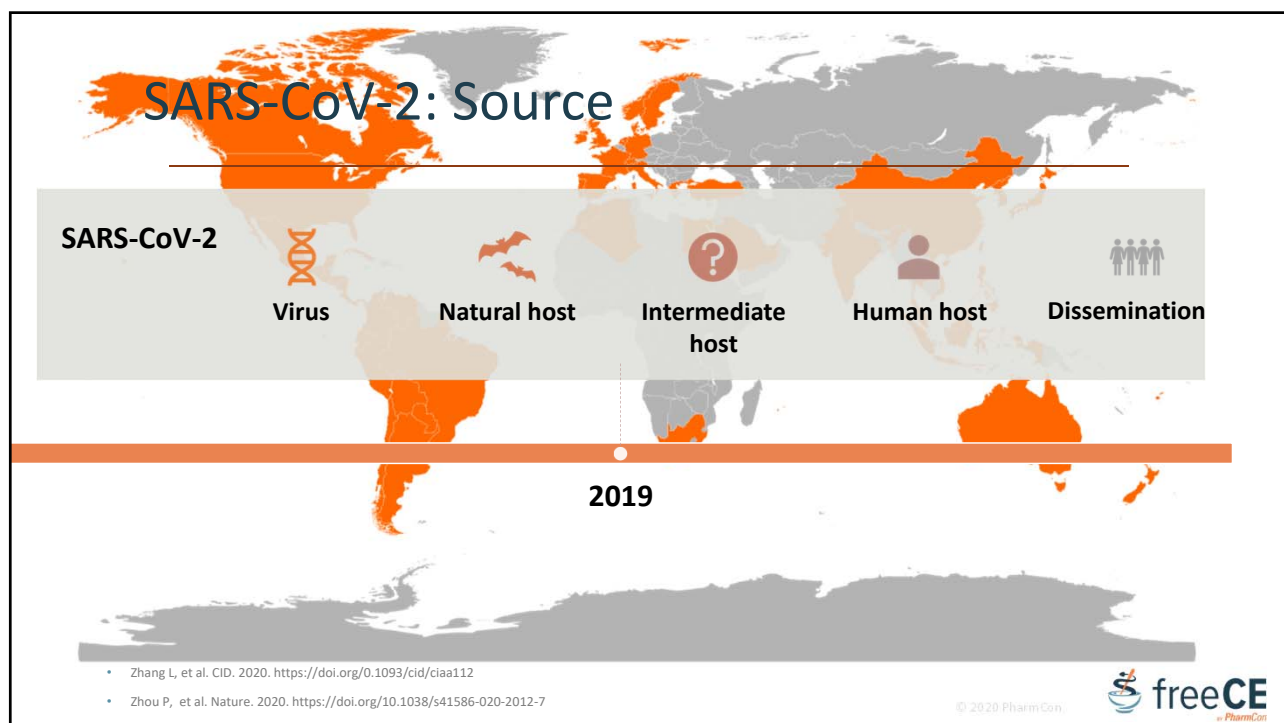 SARS-CoV-2: Source
SARS-CoV-2
Virus
Natural host
Intermediate
host
Human host
Dissemination
?
2019
• Zhang L, et al. CID. 2020. https://doi.org/0.1093/cid/ciaa112
• Zhou P, et al. Nature. 2020. https://doi.org/10.1038/s41586-020-2012-7
© 2020 PharmCon
freeCE
BY PharmCon